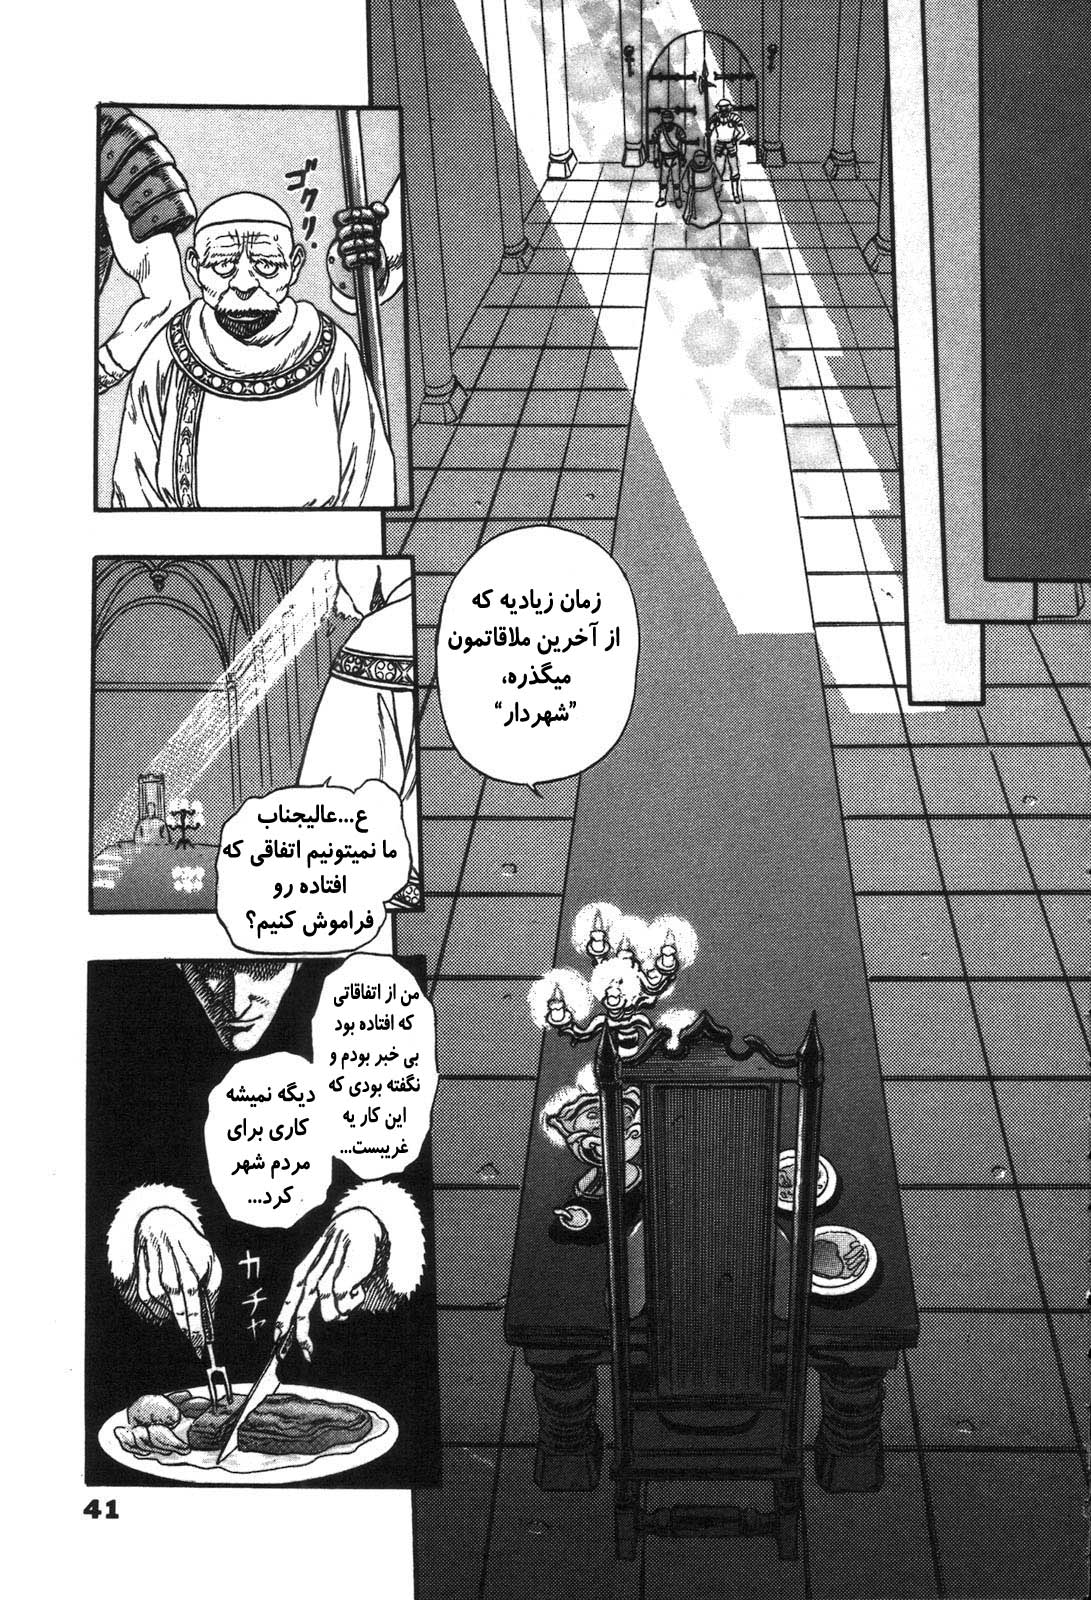 ゴクリ.
زمان زیادیه که
از آخرین ملاقاتمون
میگذره،
"شهردار"
ع...عالیجناب
ما نمیتونیم اتفاقی که
افتاده رو
فراموش کنیم؟
من از اتفاقاتی
که افتاده بود
بی خبر بودم و
نگفته بودی که
این کار یه
غریبست...
دیگه نمیشه
کاری برای
مردم شهر
کرد...
カチャ
41